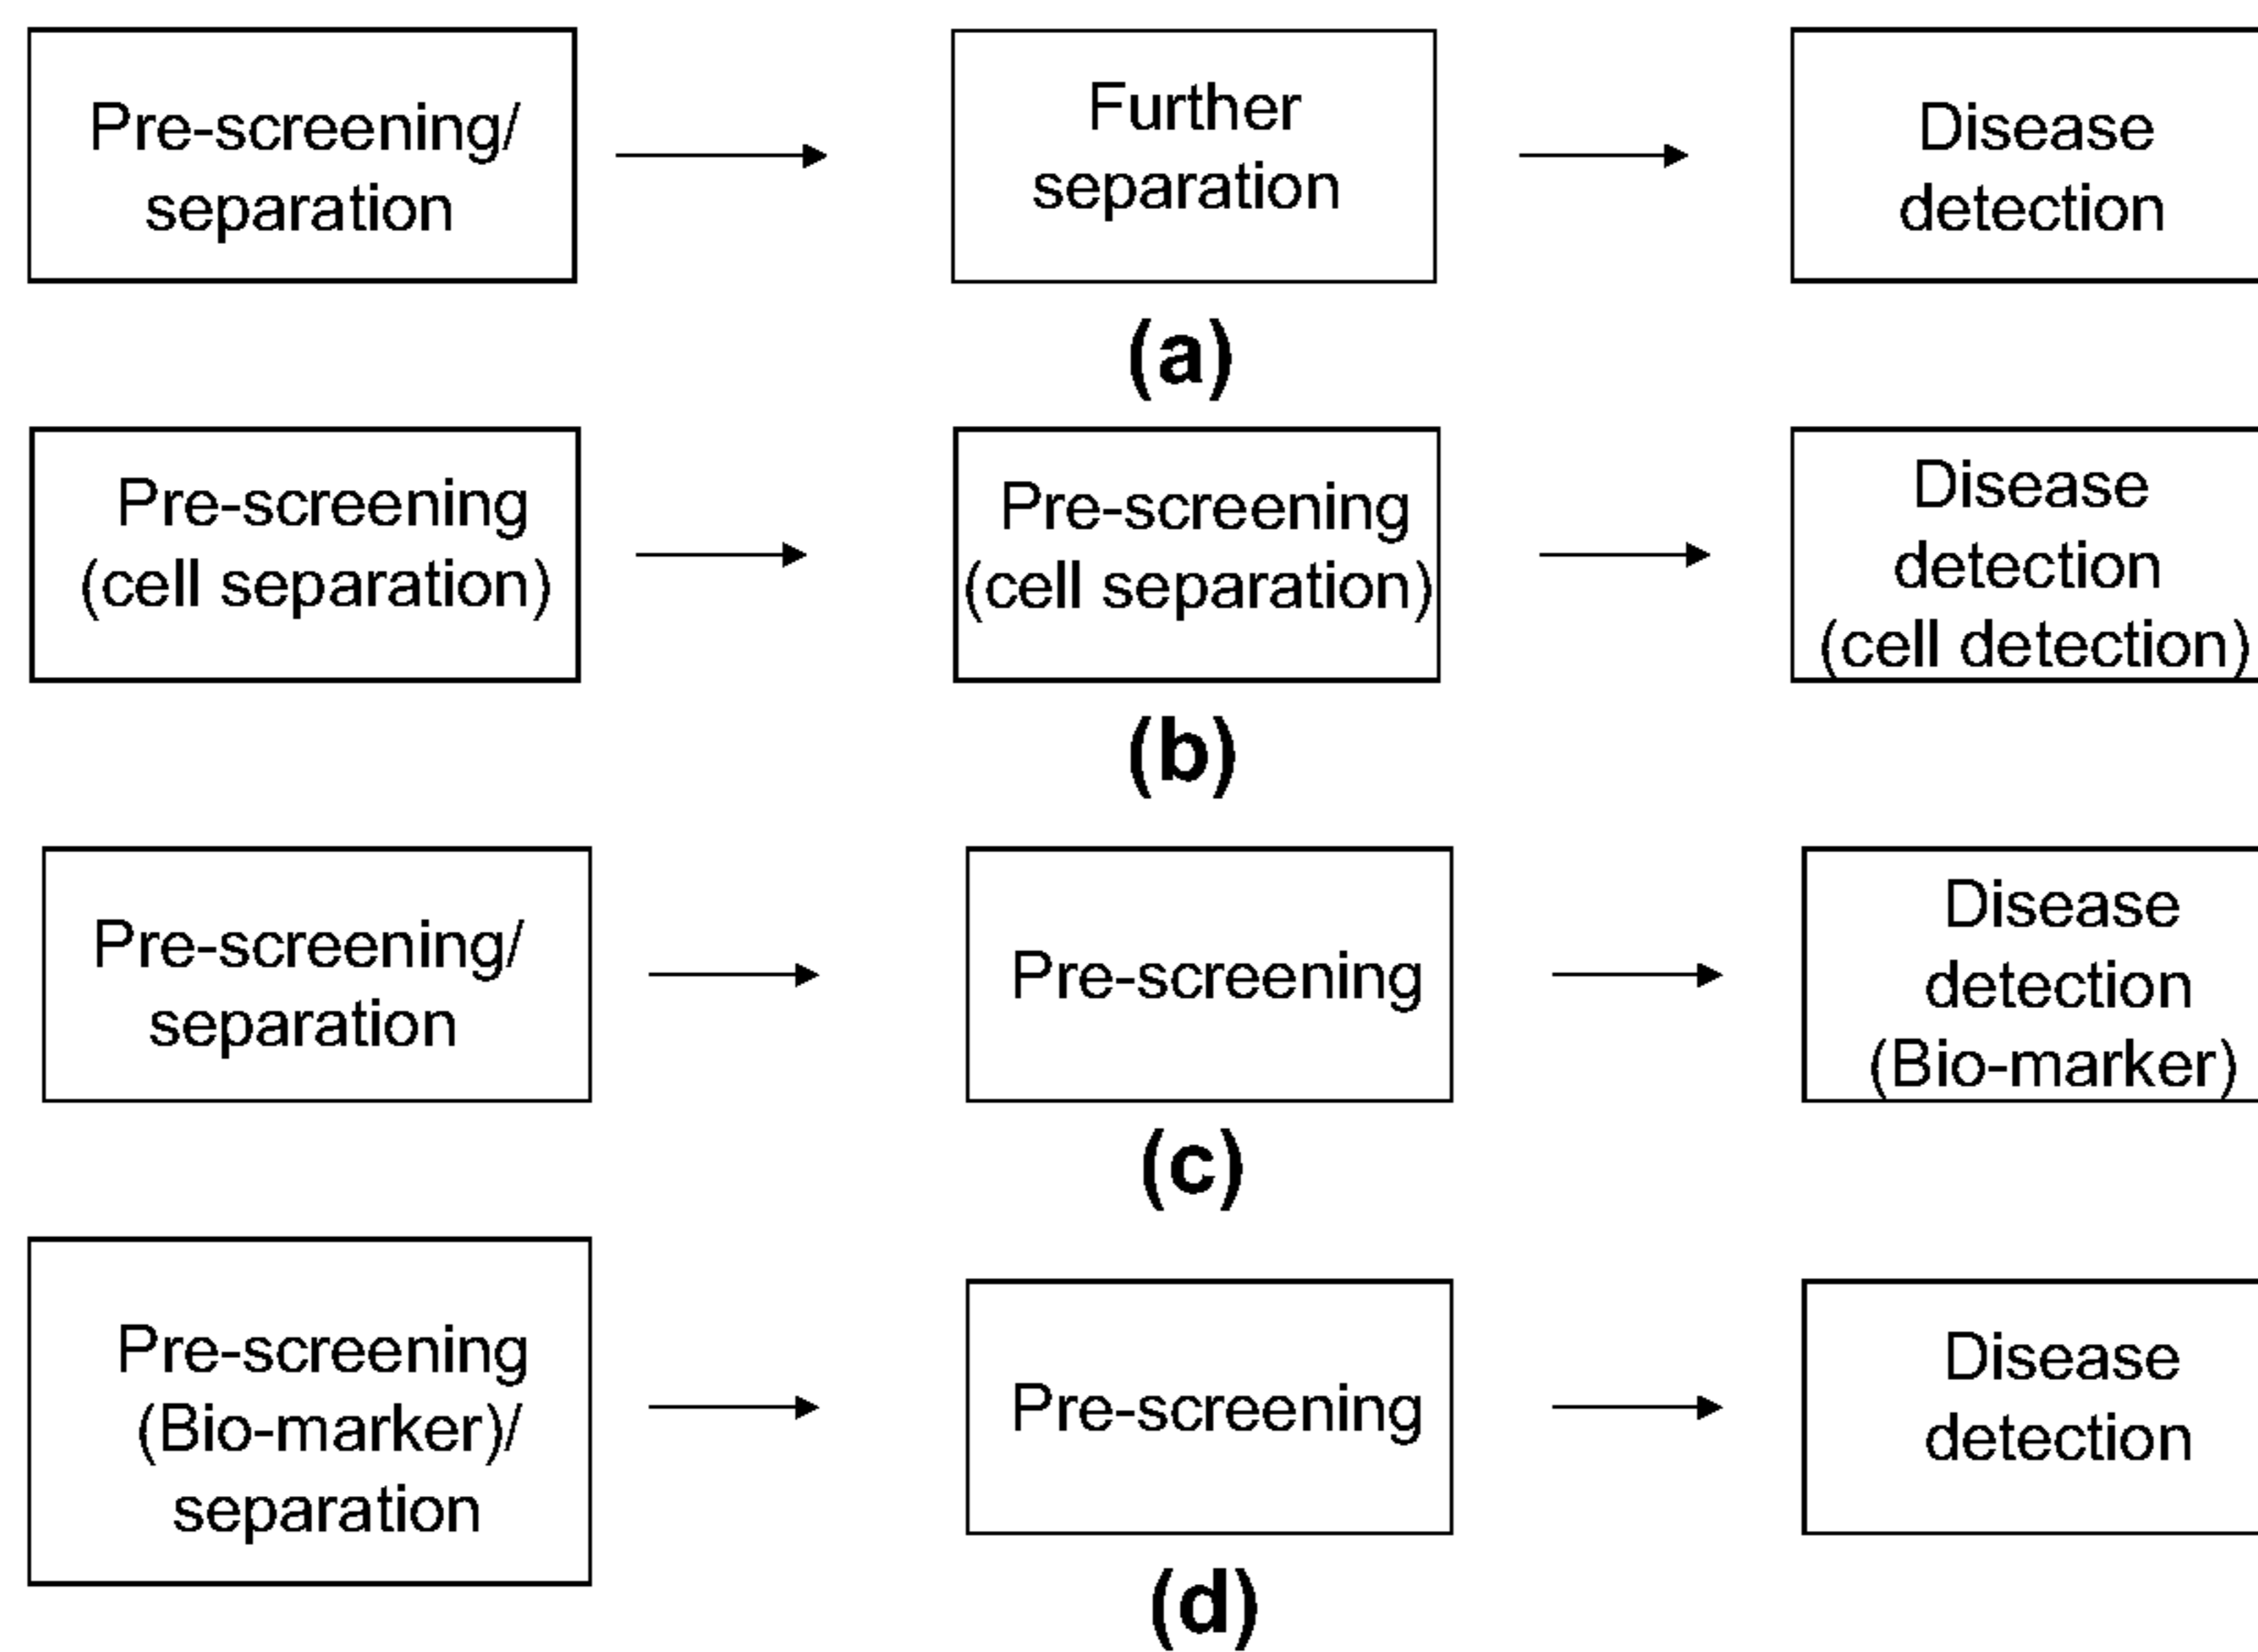 Pre-screening/
separation
Further
separation
Disease
detection
(a)
Pre-screening
(cell separation)
Pre-screening
(cell separation)
Disease
detection
(cell detection)
(b)
Pre-screening/
separation
Pre-screening
Disease
detection
(Bio-marker)
(c)
Pre-screening
(Bio-marker)/
separation
Pre-screening
Disease
detection
(d)